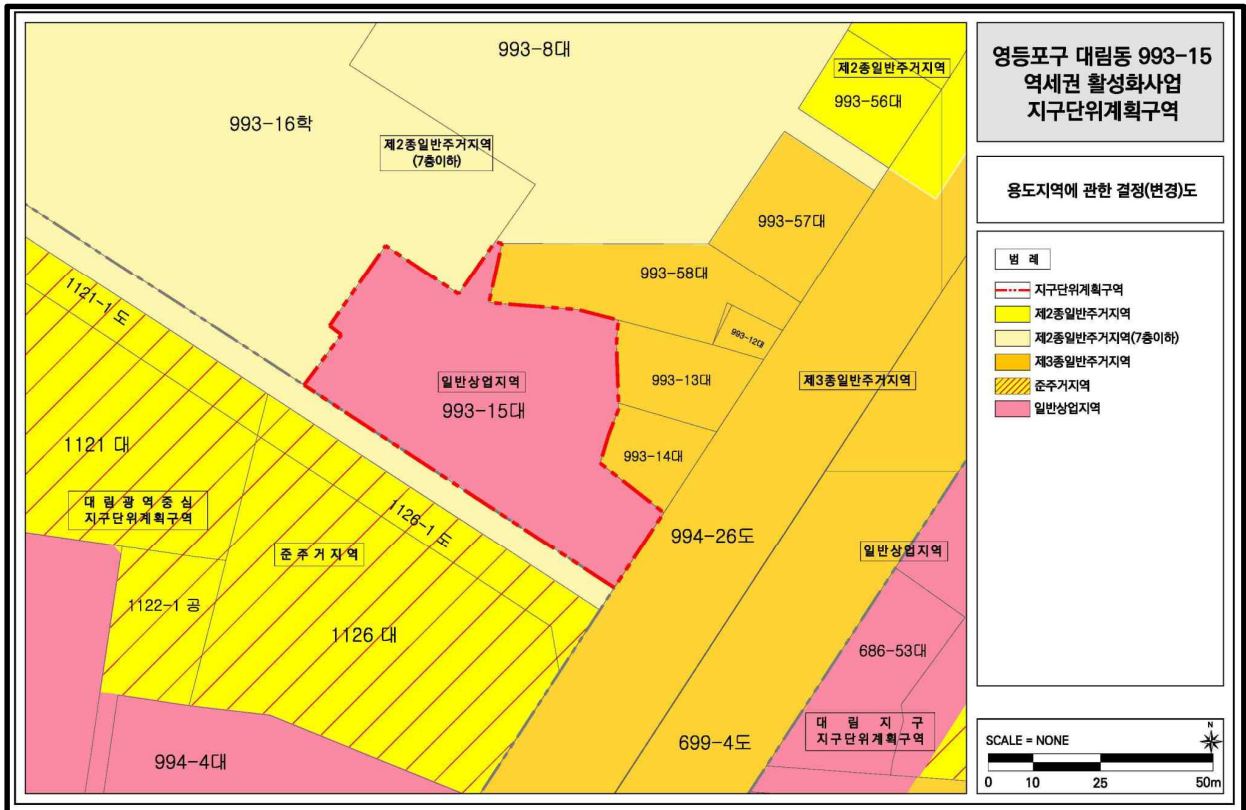 993-8대
제2종일반주거지역
993-56대
993-16학
제2종일반주거지역
(7층이하)
993-57대
993-58대
993-12대
1121-1 도
993-13대
제3종일반주거지역
일반상업지역
993-15대
1121 대
993-14대
대림광역중심
지구단위계획구역
1126-1 도
994-26도
준주거지역
일반상업지역
1122-1 공
1126 대
686-53대
대림지구
지구단위계획구역
699-4도
994-4대
영등포구 대림동 993-15
역세권 활성화사업
지구단위계획구역
용도지역에 관한 결정(변경)도
범 례
지구단위계획구역
제2종일반주거지역
제2종일반주거지역(7층이하)
제3종일반주거지역
준주거지역
일반상업지역
SCALE = NONE
N
0 10 25 50m